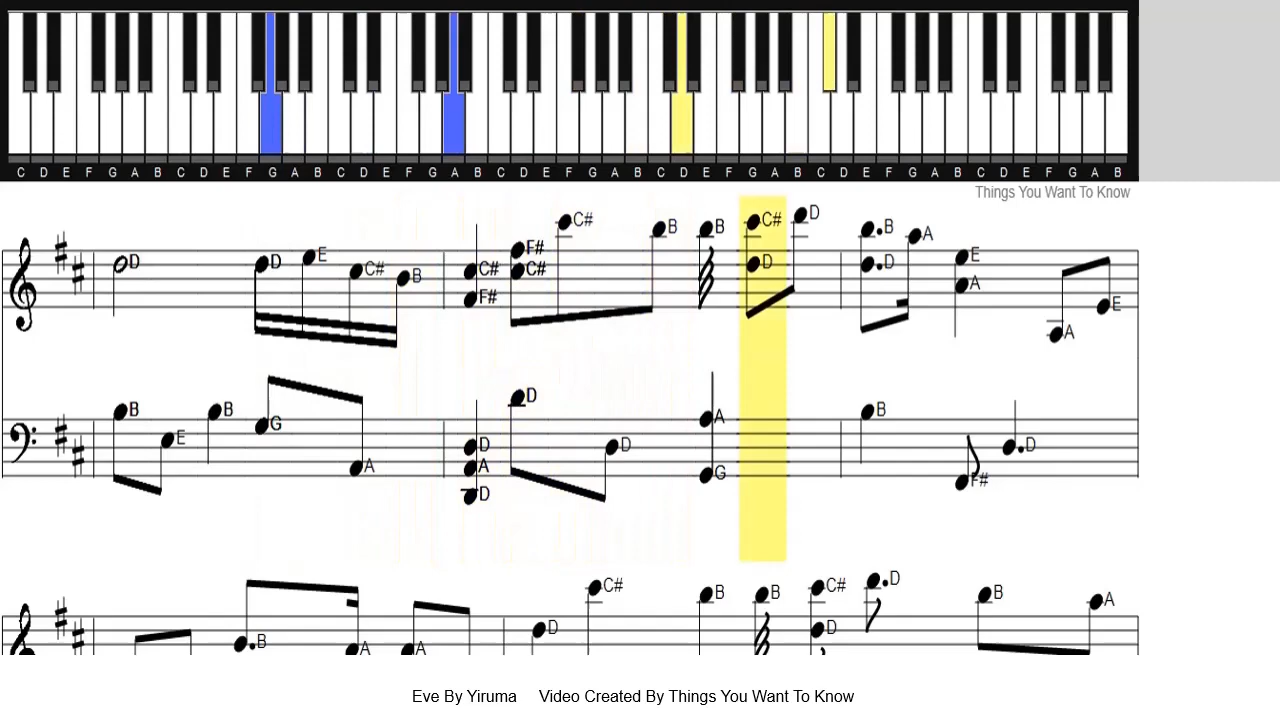 C D E F G A B C D E F G A B C D E F G A B C D E F G A B C D E F G A B C D E F G A B C D E F G A B
Things You Want To Know
D D E C# B C# F# F# C# C# B B C# D D B D A E A A E
B E B G A D A D D D A G B F# D
B A A D C# B B C# D D B A
Eve By Yiruma Video Created By Things You Want To Know